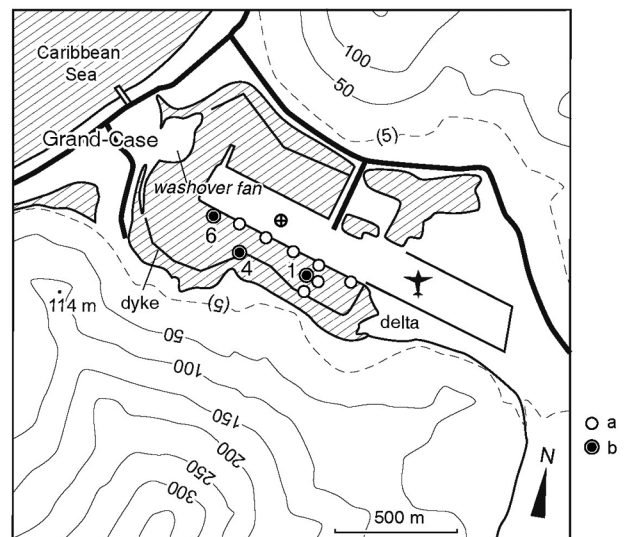 Caribbean
Sea
100
50
(5)
Grand-Case
washover fan
6
4
1
114 m
dyke
(5)
delta
50
100
150
200
250
300
a
b
N
500 m